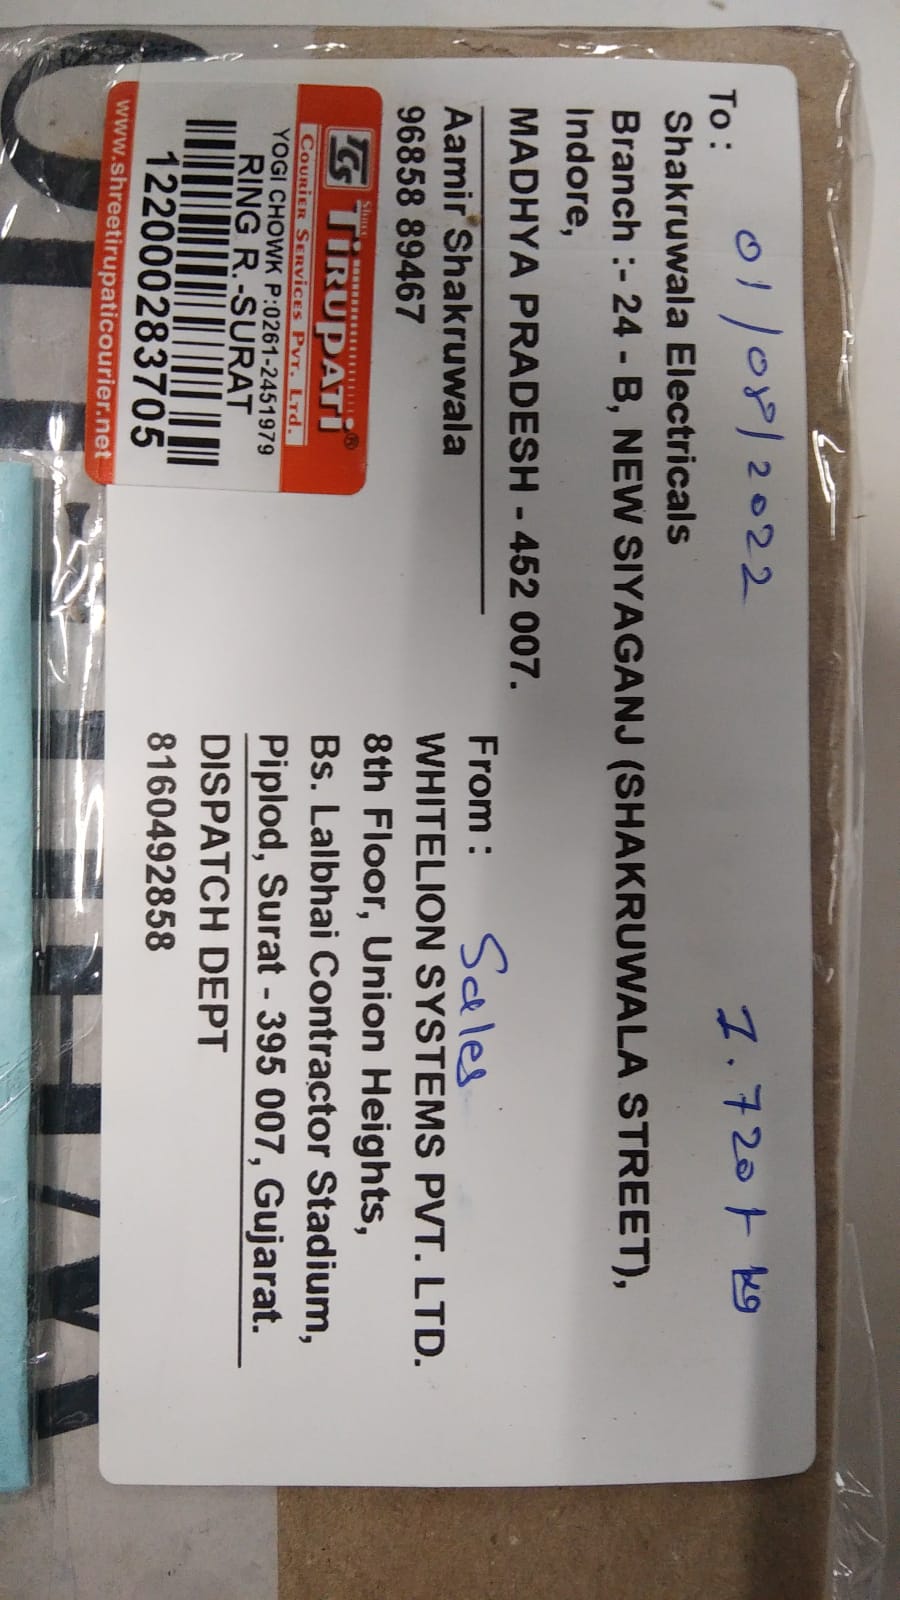 01/08/2022
1.720
To :
Shakruwala Electricals
Branch :- 24 - B, NEW SIYAGANJ (SHAKRUWALA STREET),
Indore,
MADHYA PRADESH - 452 007.
Aamir Shakruwala
96858 89467
Shree
TCS TIRUPATI®
COURIER SERVICES PVT. LTD.
YOGI CHOWK P:0261-2451979
RING R.-SURAT
122000283705
www.shreetirupaticourier.net
From :
Sales
WHITELION SYSTEMS PVT. LTD.
8th Floor, Union Heights,
Bs. Lalbhai Contractor Stadium,
Piplod, Surat - 395 007, Gujarat.
DISPATCH DEPT
8160492858